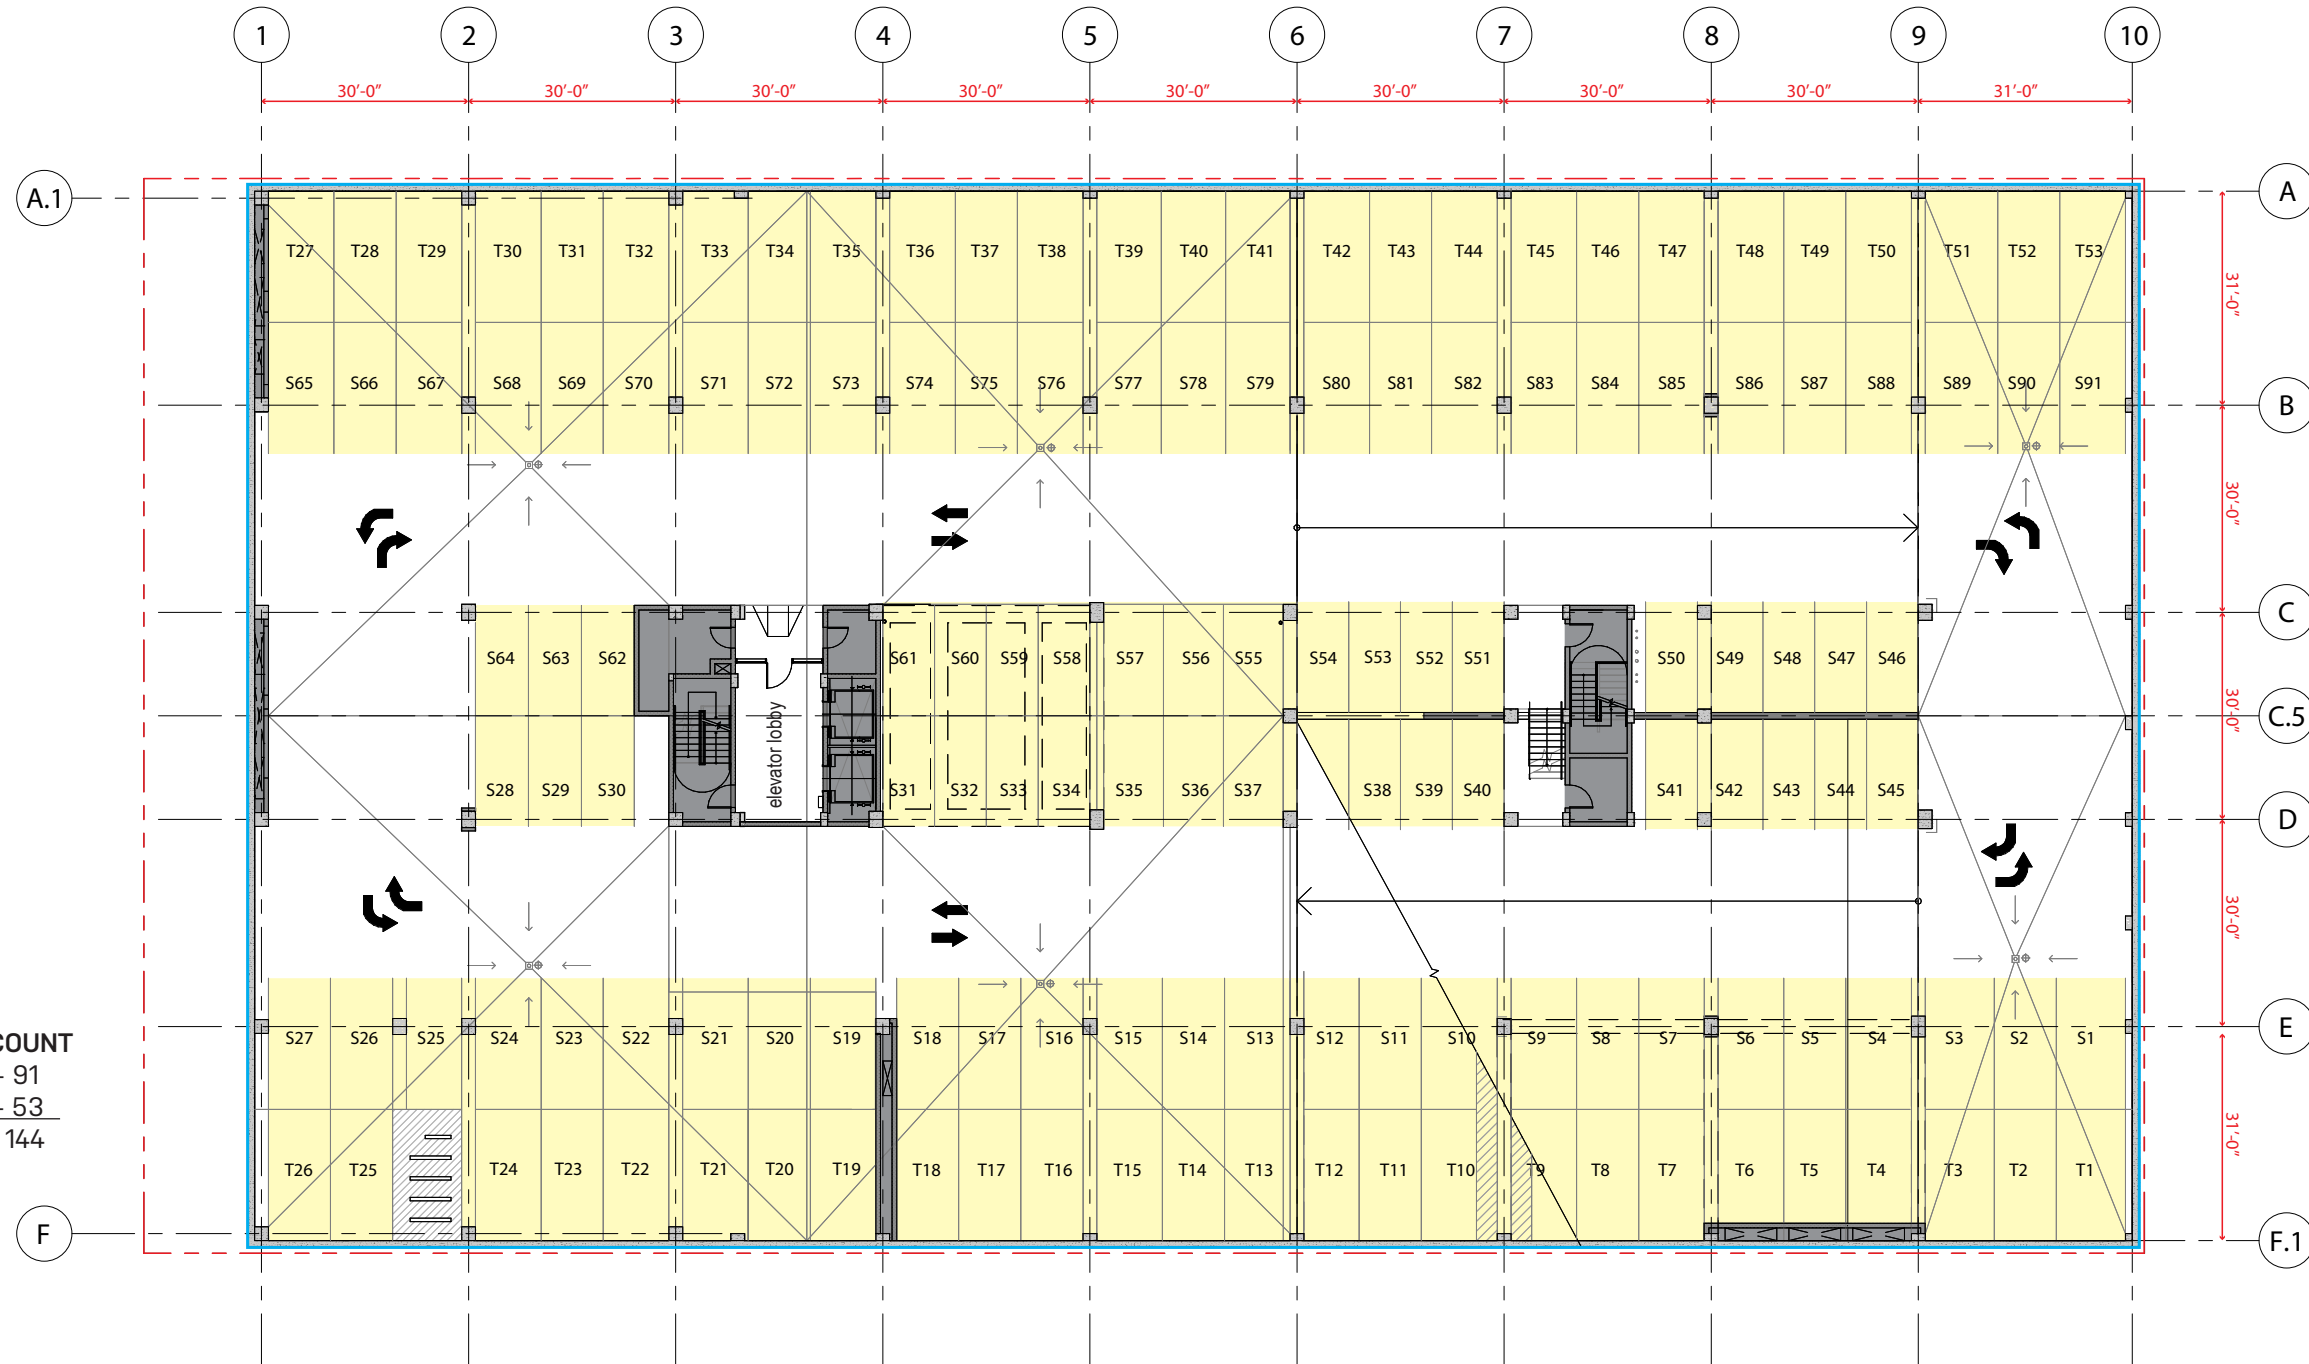 1 2 3 4 5 6 7 8 9 10
30'-0" 30'-0" 30'-0" 30'-0" 30'-0" 30'-0" 30'-0" 30'-0" 31'-0"
A.1 A
T27 T28 T29 T30 T31 T32 T33 T34 T35 T36 T37 T38 T39 T40 T41 T42 T43 T44 T45 T46 T47 T48 T49 T50 T51 T52 T53
31'-0"
S65 S66 S67 S68 S69 S70 S71 S72 S73 S74 S75 S76 S77 S78 S79 S80 S81 S82 S83 S84 S85 S86 S87 S88 S89 S90 S91
B
30'-0"
C
S64 S63 S62 S61 S60 S59 S58 S57 S56 S55 S54 S53 S52 S51 S50 S49 S48 S47 S46
30'-0"
C.5
elevator lobby
S28 S29 S30 S31 S32 S33 S34 S35 S36 S37 S38 S39 S40 S41 S42 S43 S44 S45
D
30'-0"
E
S27 S26 S25 S24 S23 S22 S21 S20 S19 S18 S17 S16 S15 S14 S13 S12 S11 S10 S9 S8 S7 S6 S5 S4 S3 S2 S1
COUNT
- 91
- 53
144
31'-0"
T26 T25 T24 T23 T22 T21 T20 T19 T18 T17 T16 T15 T14 T13 T12 T11 T10 T9 T8 T7 T6 T5 T4 T3 T2 T1
F F.1